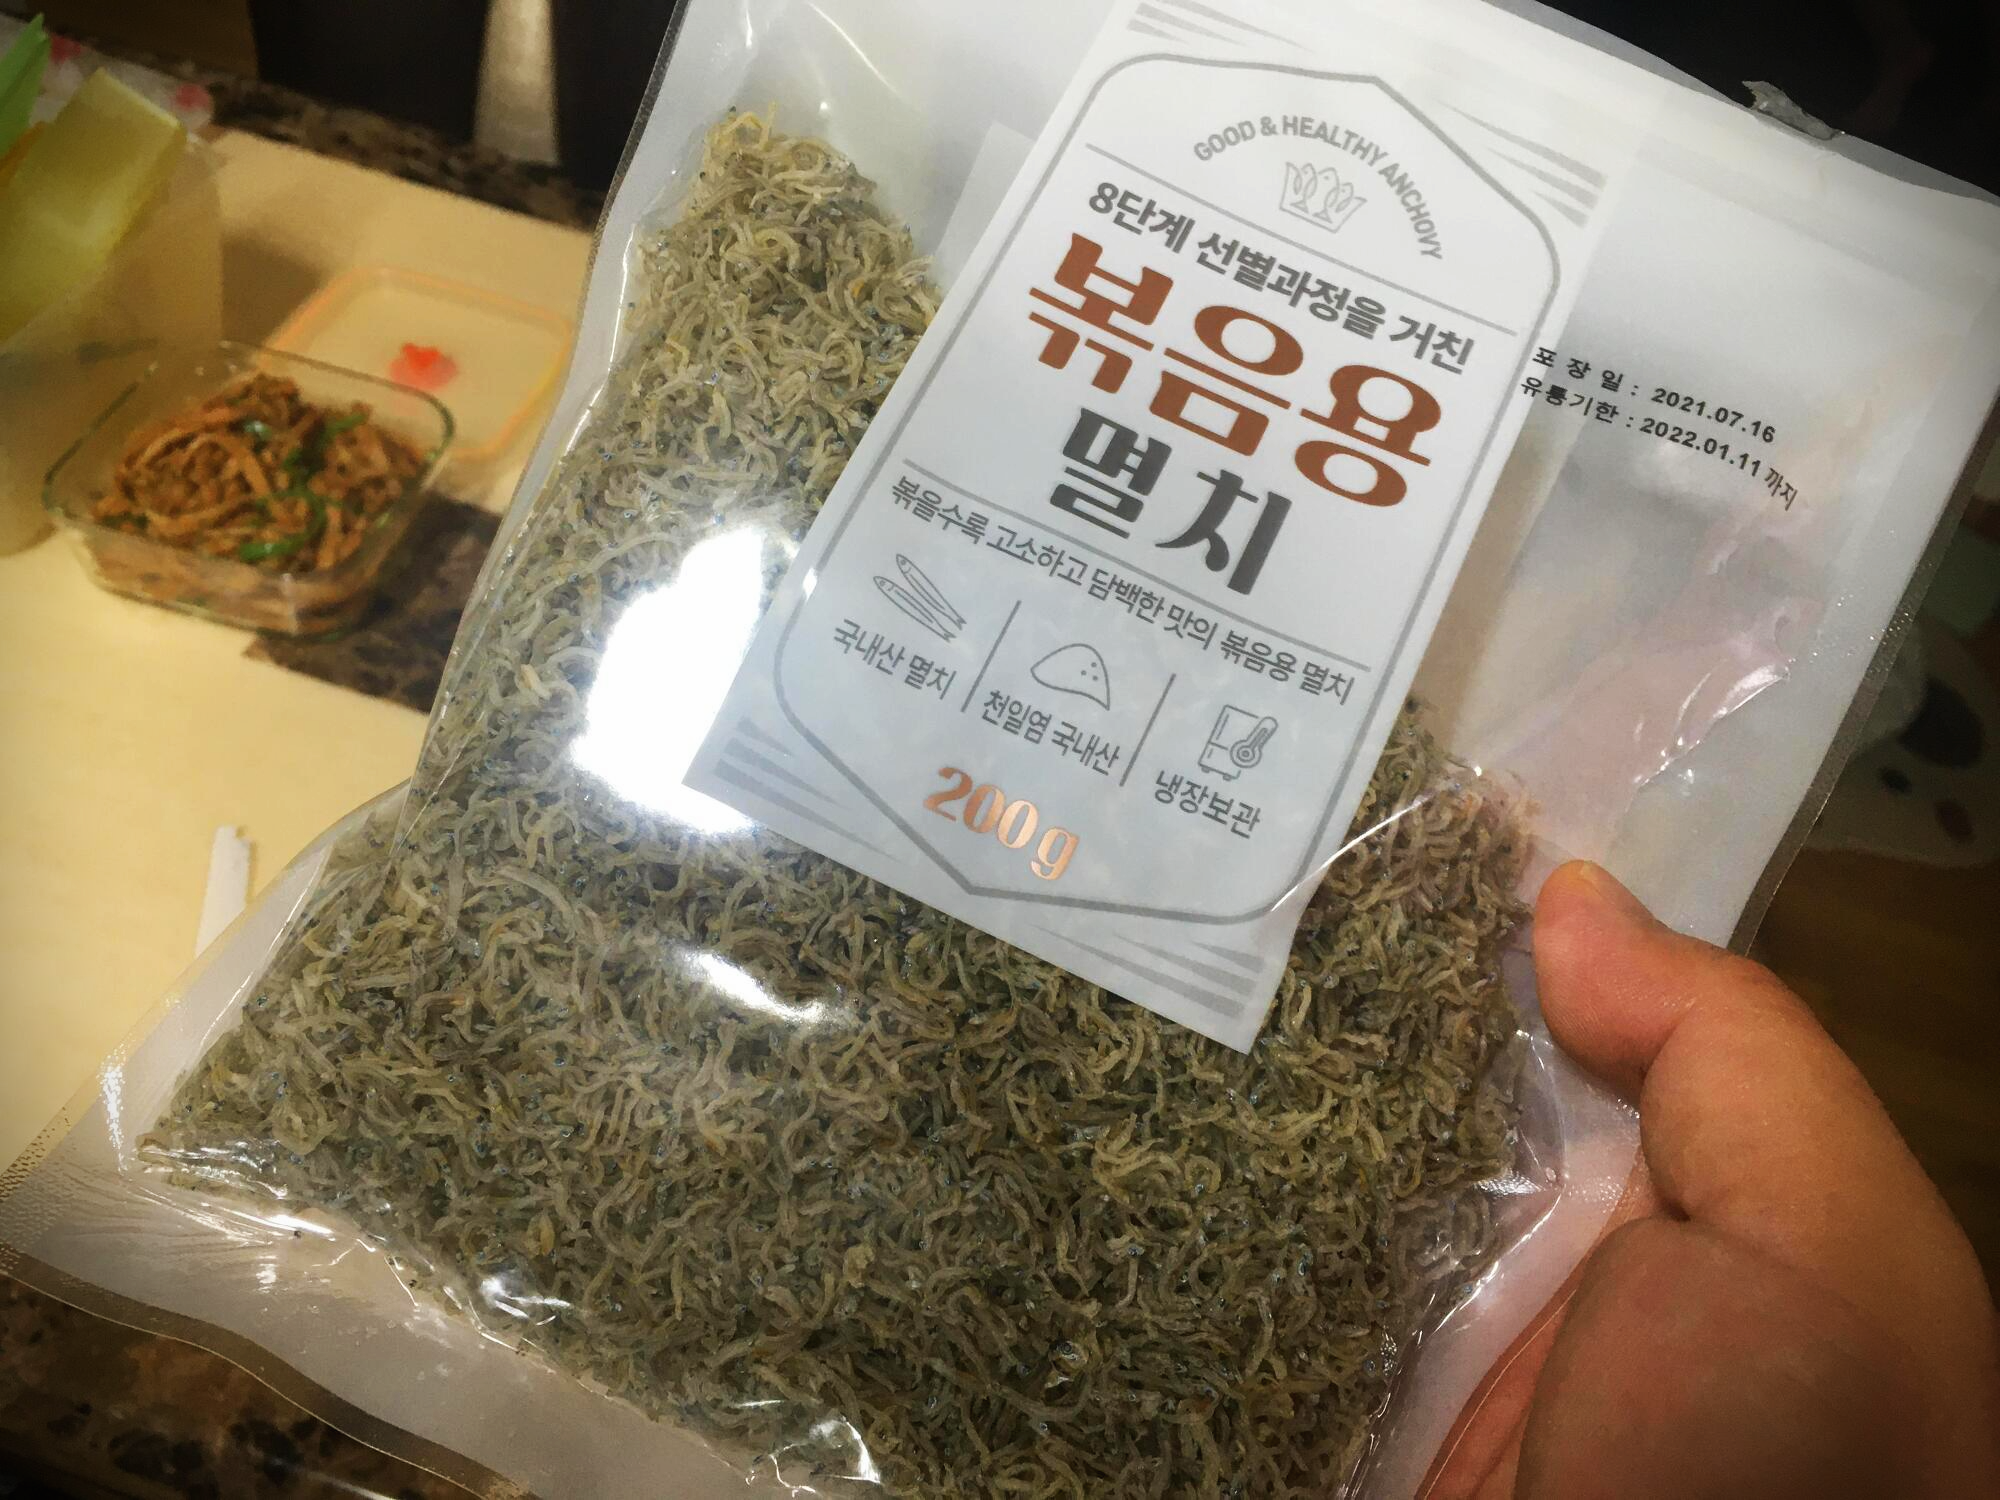 GOOD & HEALTHY ANCHOVY
8단계 선별과정을 거친
볶음용
멸치
볶을수록 고소하고 담백한 맛의 볶음용 멸치
국내산 멸치
천일염 국내산
냉장보관
200g
포장일 : 2021.07.16
유통기한 : 2022.01.11 까지